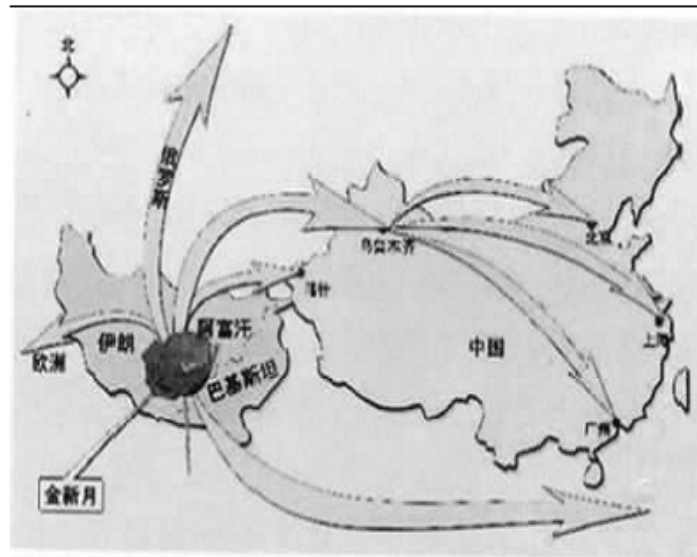 北
俄罗斯
乌鲁木齐
北京
喀什
上海
阿富汗
伊朗
欧洲
中国
巴基斯坦
广州
金新月